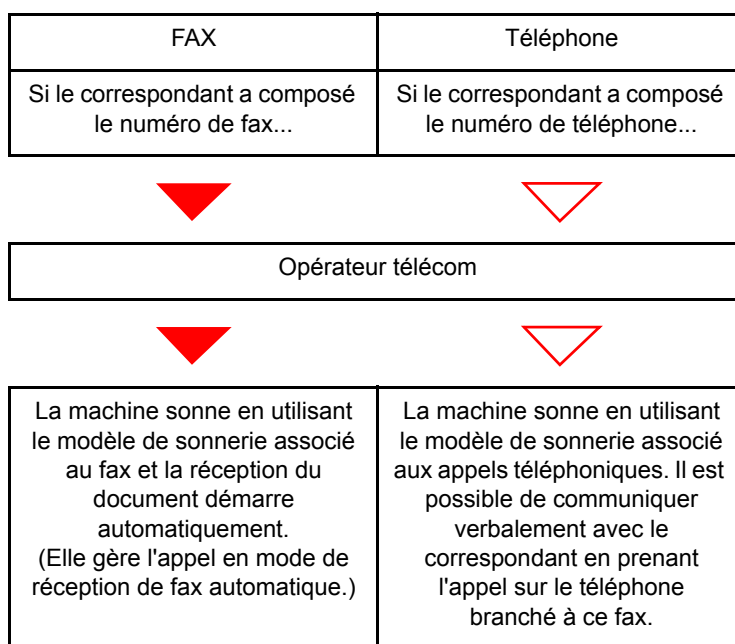 FAX
Téléphone
Si le correspondant a composé
le numéro de fax...
Si le correspondant a composé
le numéro de téléphone...
Opérateur télécom
La machine sonne en utilisant
le modèle de sonnerie associé
au fax et la réception du
document démarre
automatiquement.
(Elle gère l'appel en mode de
réception de fax automatique.)
La machine sonne en utilisant
le modèle de sonnerie associé
aux appels téléphoniques. Il est
possible de communiquer
verbalement avec le
correspondant en prenant
l'appel sur le téléphone
branché à ce fax.